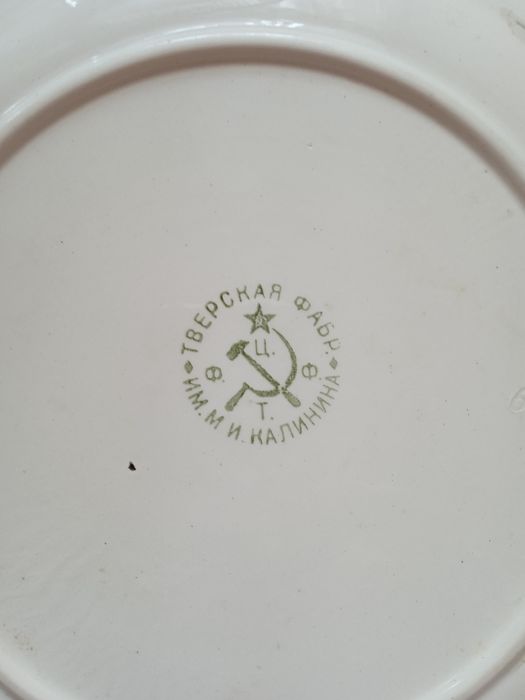 ТВЕРСКАЯ ФАБР.
Ц.
Ф. Ф.
Т.
ИМ. М. И. КАЛИНИНА